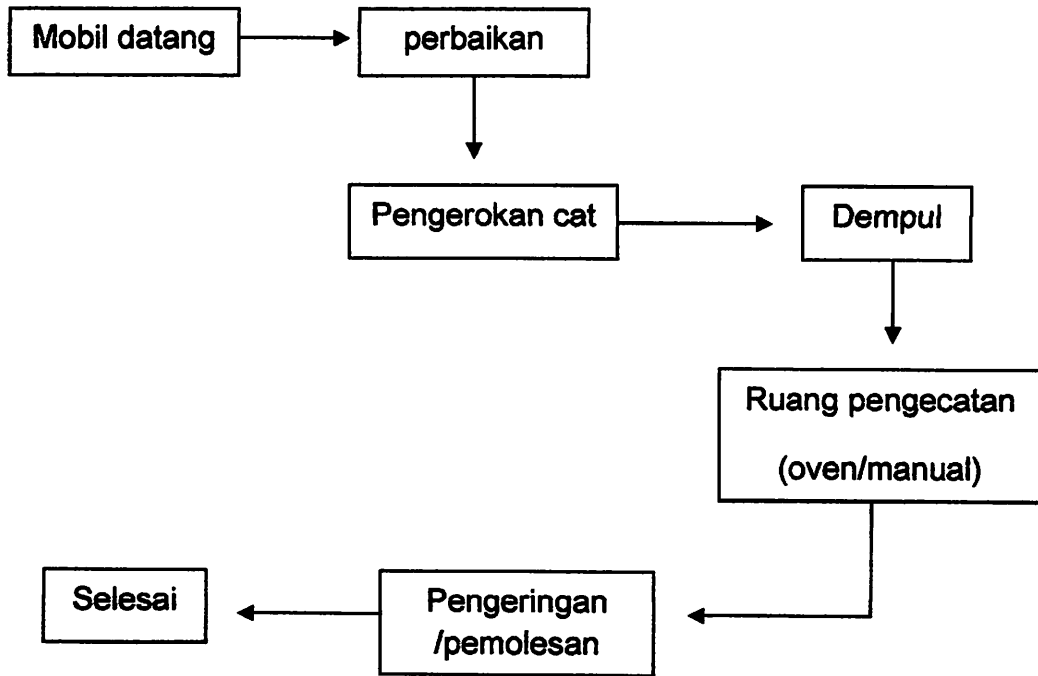 Mobil datang
perbaikan
Pengerokan cat
Dempul
Ruang pengecatan
(oven/manual)
Pengeringan
/pemolesan
Selesai